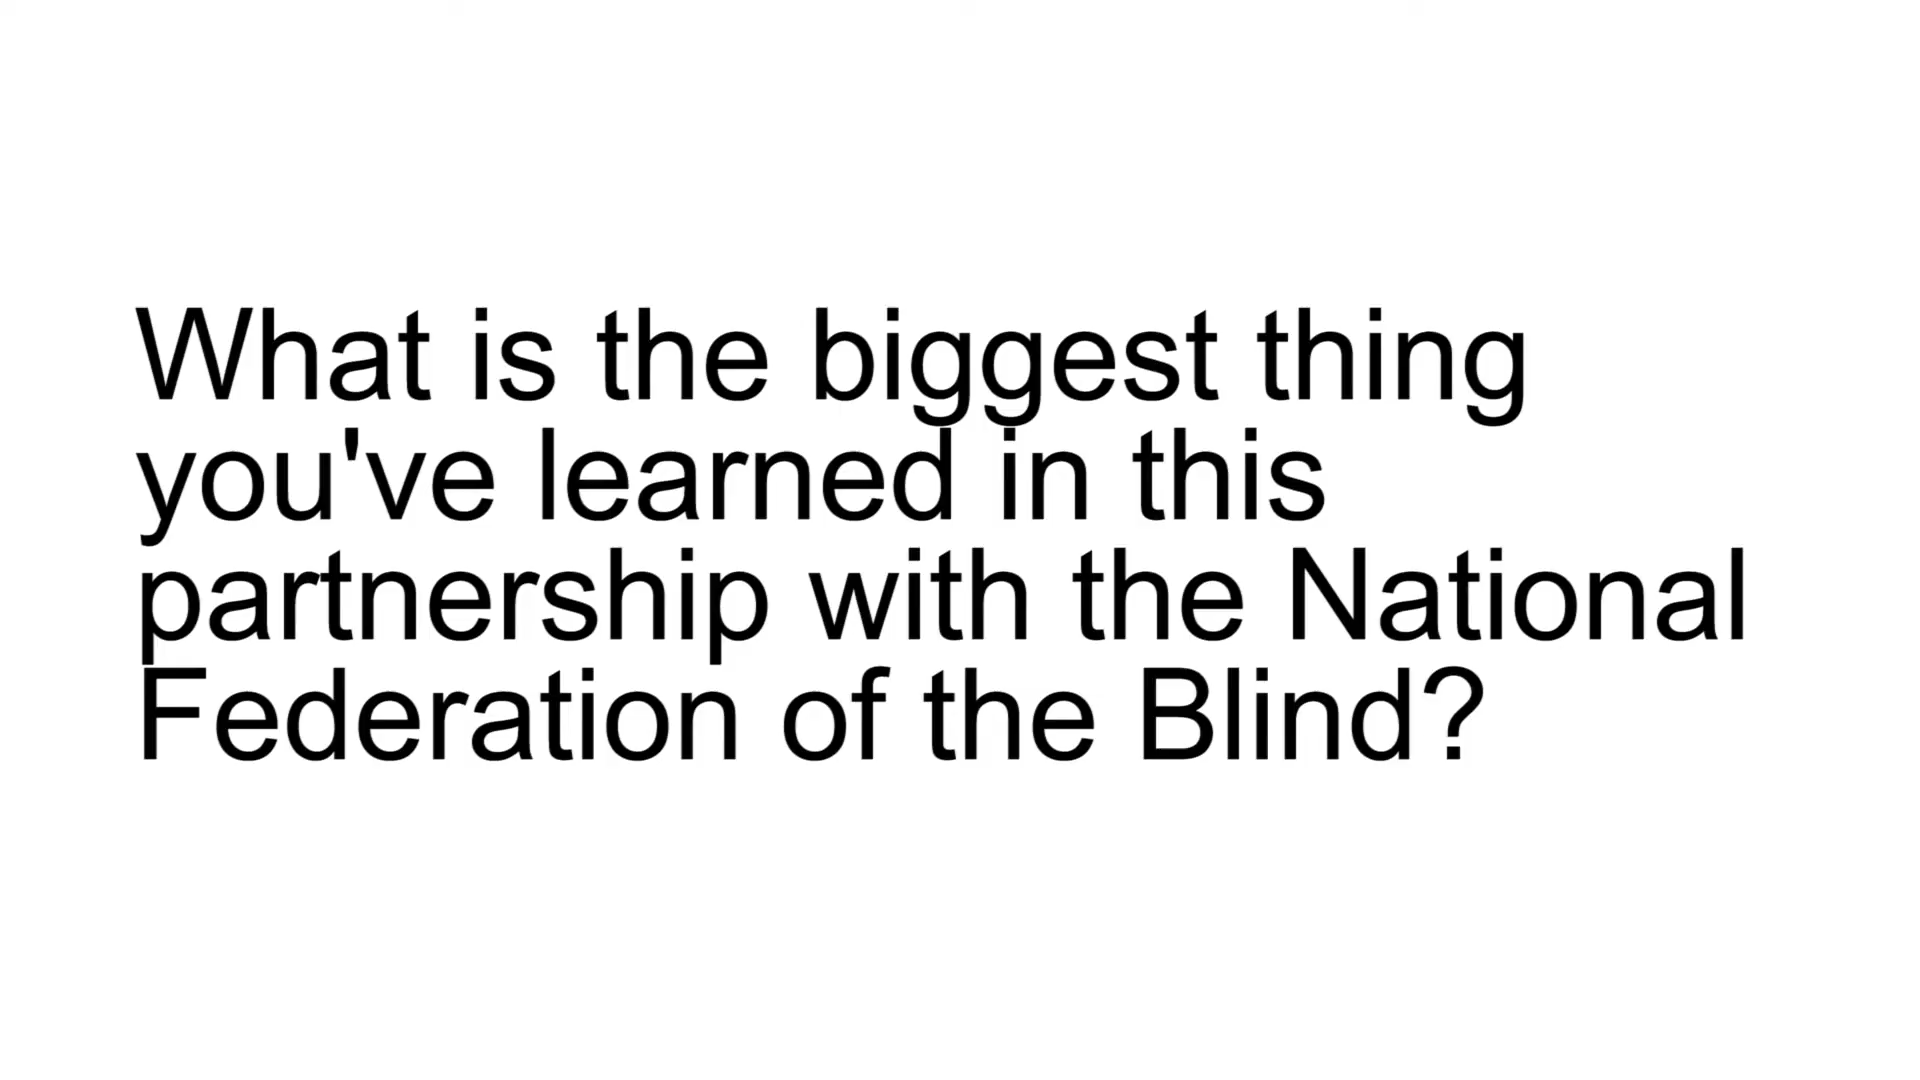 What is the biggest thing
you've learned in this
partnership with the National
Federation of the Blind?